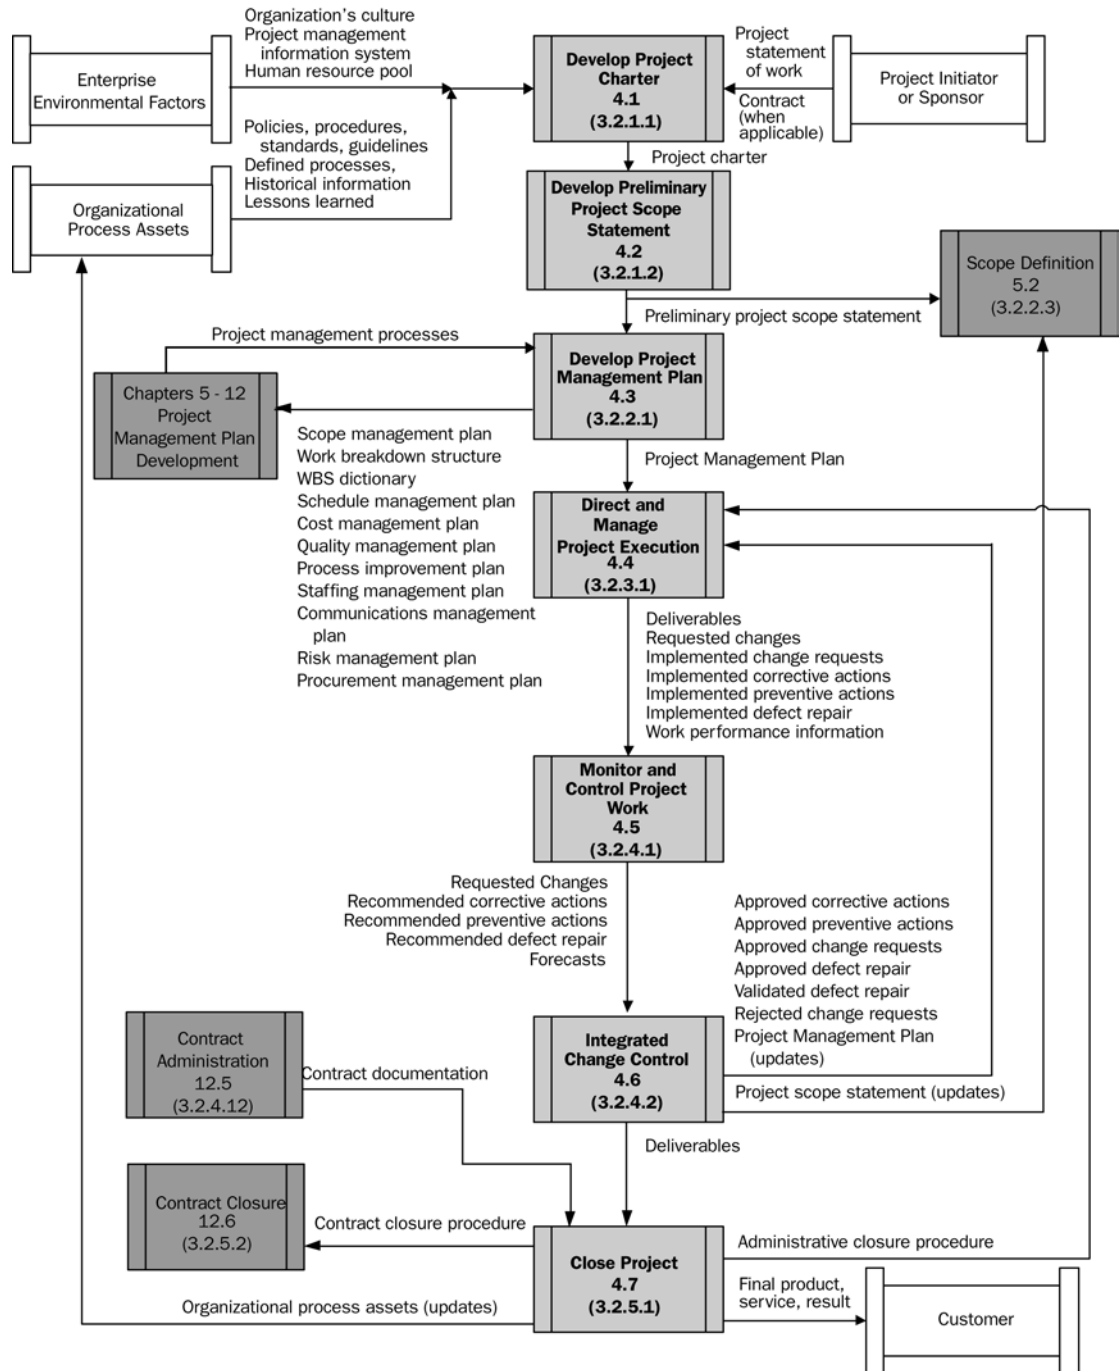 Organization's culture
Project management
information system
Human resource pool
Enterprise
Environmental Factors
Develop Project
Charter
4.1
(3.2.1.1)
Project
statement
of work
Contract
(when
applicable)
Project Initiator
or Sponsor
Policies, procedures,
standards, guidelines
Defined processes,
Historical information
Lessons learned
Organizational
Process Assets
Project charter
Develop Preliminary
Project Scope
Statement
4.2
(3.2.1.2)
Scope Definition
5.2
(3.2.2.3)
Preliminary project scope statement
Project management processes
Chapters 5 - 12
Project
Management Plan
Development
Develop Project
Management Plan
4.3
(3.2.2.1)
Scope management plan
Work breakdown structure
WBS dictionary
Schedule management plan
Cost management plan
Quality management plan
Process improvement plan
Staffing management plan
Communications management
plan
Risk management plan
Procurement management plan
Project Management Plan
Direct and
Manage
Project Execution
4.4
(3.2.3.1)
Deliverables
Requested changes
Implemented change requests
Implemented corrective actions
Implemented preventive actions
Implemented defect repair
Work performance information
Monitor and
Control Project
Work
4.5
(3.2.4.1)
Requested Changes
Recommended corrective actions
Recommended preventive actions
Recommended defect repair
Forecasts
Approved corrective actions
Approved preventive actions
Approved change requests
Approved defect repair
Validated defect repair
Rejected change requests
Project Management Plan
(updates)
Contract
Administration
12.5
(3.2.4.12)
Contract documentation
Integrated
Change Control
4.6
(3.2.4.2)
Project scope statement (updates)
Deliverables
Contract Closure
12.6
(3.2.5.2)
Contract closure procedure
Close Project
4.7
(3.2.5.1)
Administrative closure procedure
Organizational process assets (updates)
Final product,
service, result
Customer